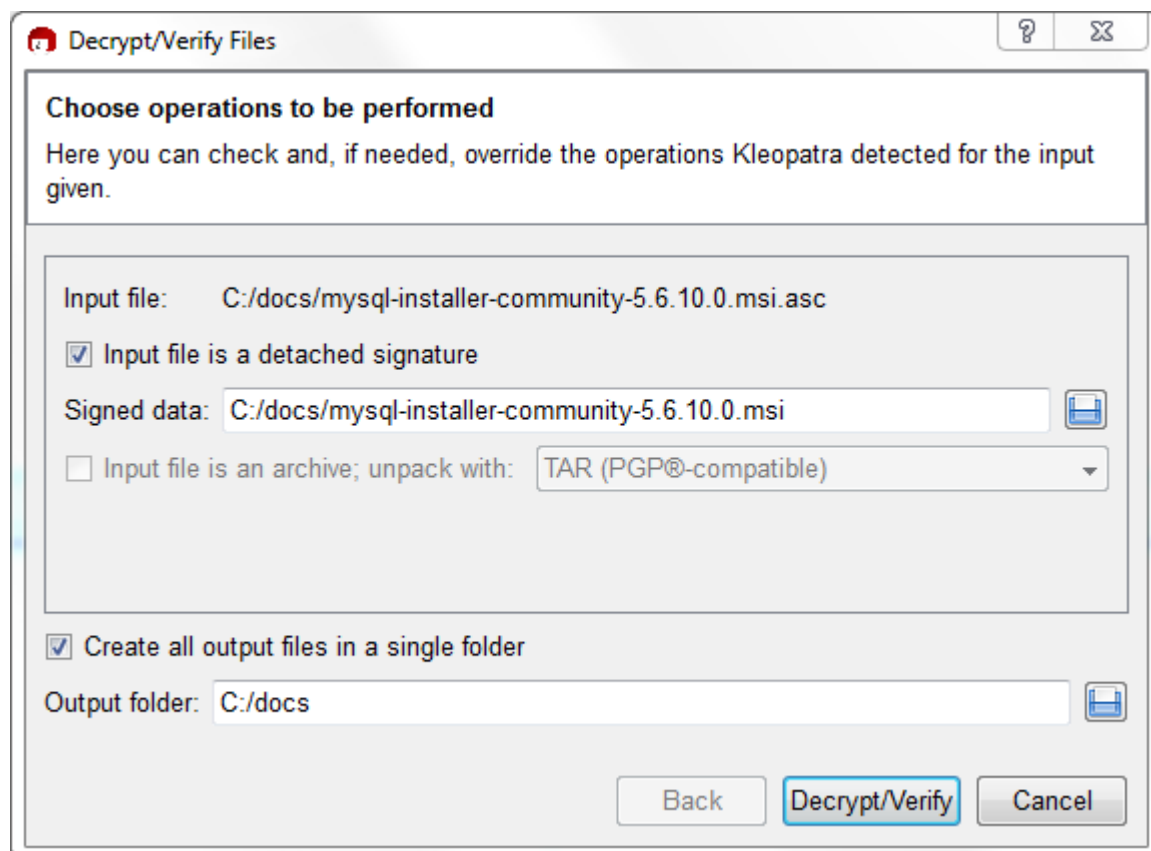 Decrypt/Verify Files
Choose operations to be performed
Here you can check and, if needed, override the operations Kleopatra detected for the input
given.
Input file: C:/docs/mysql-installer-community-5.6.10.0.msi.asc
Input file is a detached signature
Signed data: C:/docs/mysql-installer-community-5.6.10.0.msi
Input file is an archive; unpack with: TAR (PGP®-compatible)
Create all output files in a single folder
Output folder: C:/docs
Back Decrypt/Verify Cancel